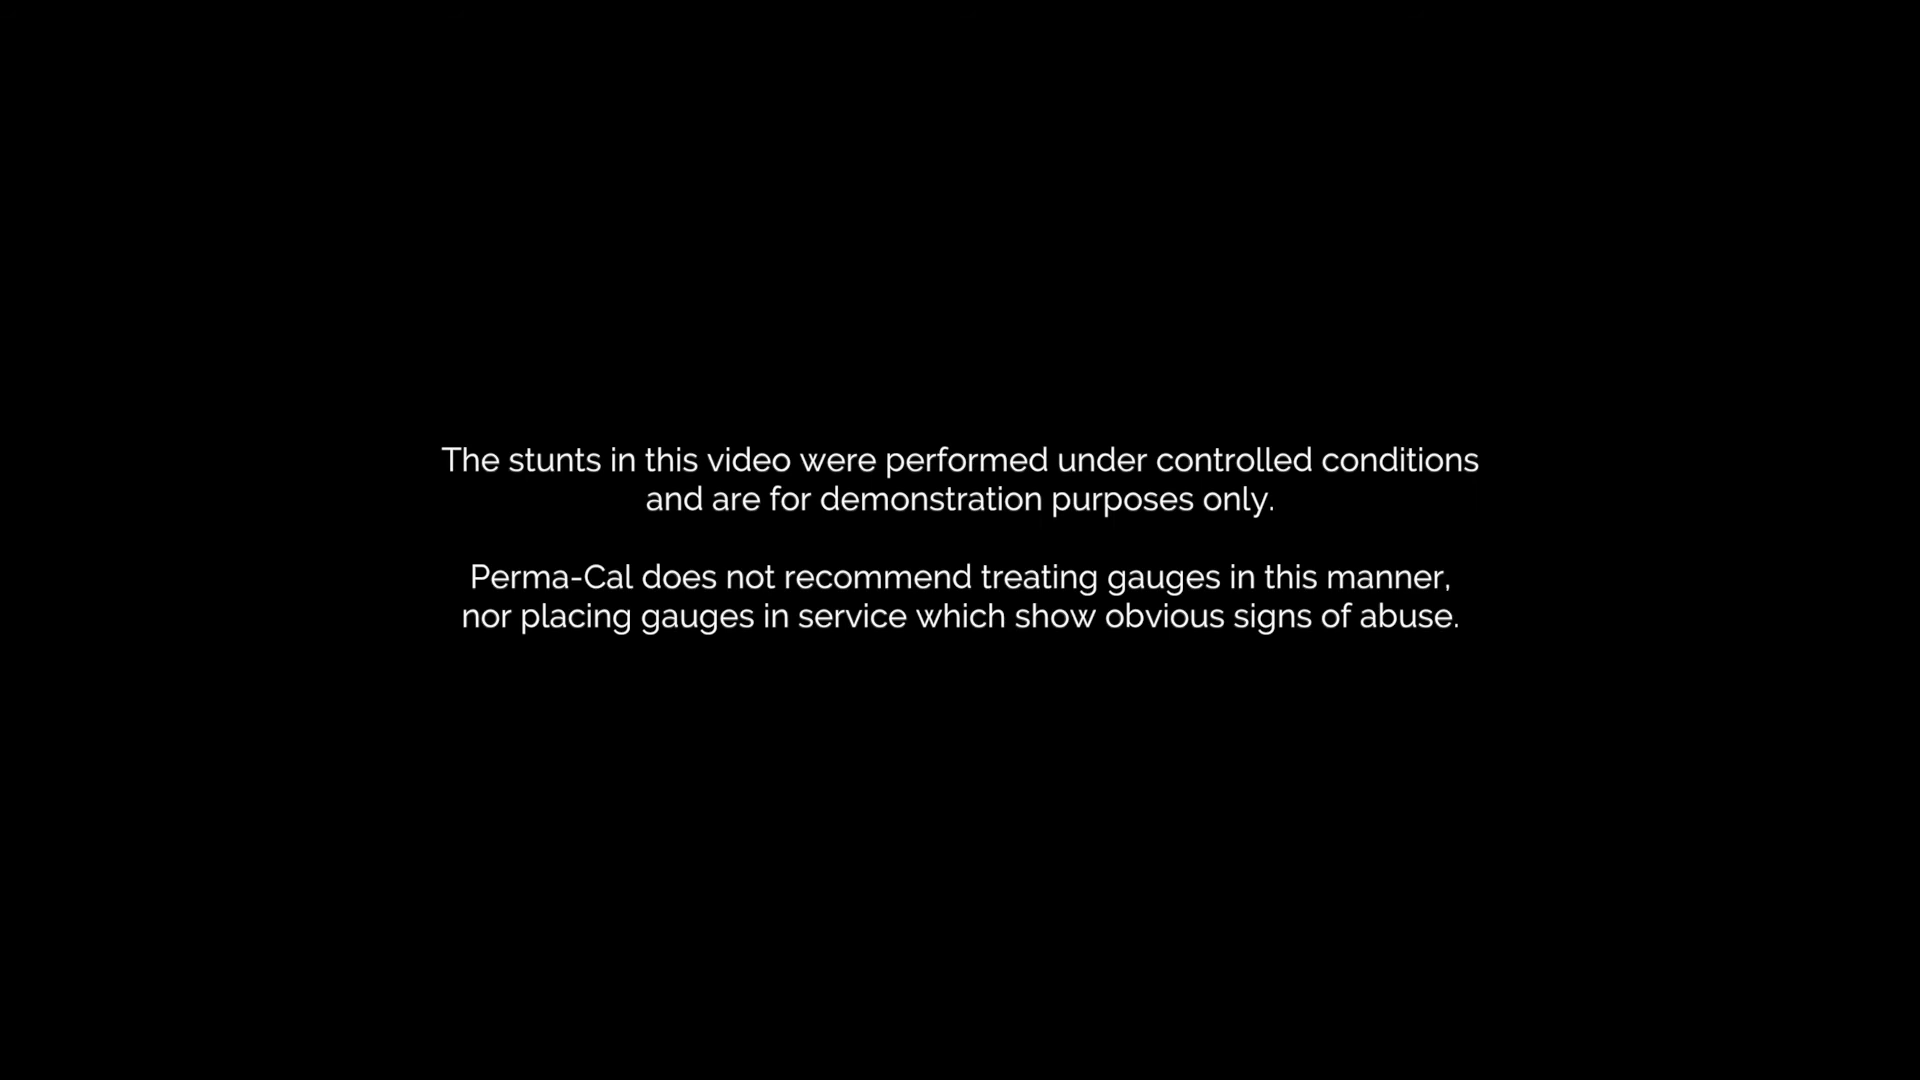 The stunts in this video were performed under controlled conditions
and are for demonstration purposes only.
Perma-Cal does not recommend treating gauges in this manner,
nor placing gauges in service which show obvious signs of abuse.